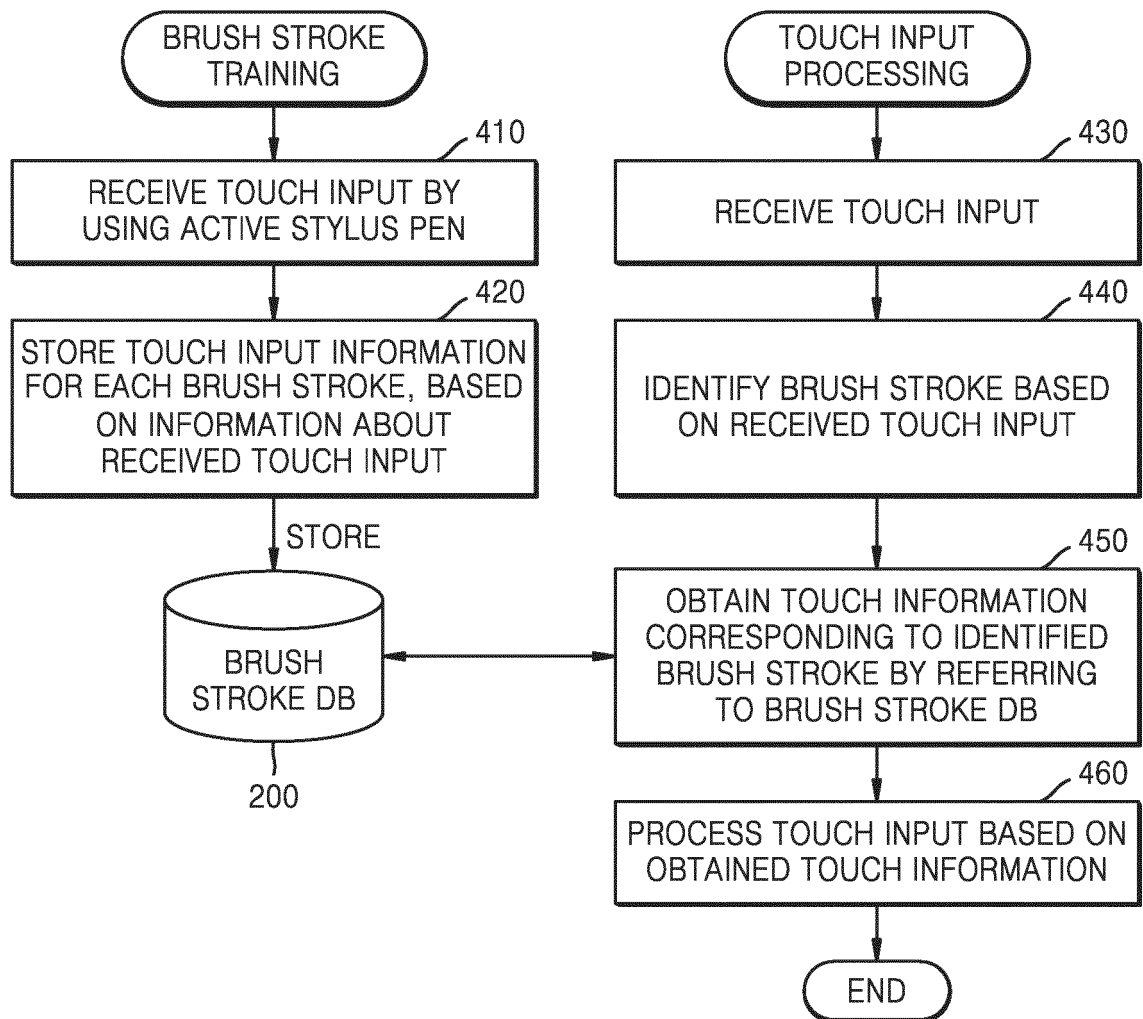 BRUSH STROKE
TRAINING
410
RECEIVE TOUCH INPUT BY
USING ACTIVE STYLUS PEN
420
STORE TOUCH INPUT INFORMATION
FOR EACH BRUSH STROKE, BASED
ON INFORMATION ABOUT
RECEIVED TOUCH INPUT
STORE
BRUSH
STROKE DB
200
TOUCH INPUT
PROCESSING
430
RECEIVE TOUCH INPUT
440
IDENTIFY BRUSH STROKE BASED
ON RECEIVED TOUCH INPUT
450
OBTAIN TOUCH INFORMATION
CORRESPONDING TO IDENTIFIED
BRUSH STROKE BY REFERRING
TO BRUSH STROKE DB
460
PROCESS TOUCH INPUT BASED ON
OBTAINED TOUCH INFORMATION
END